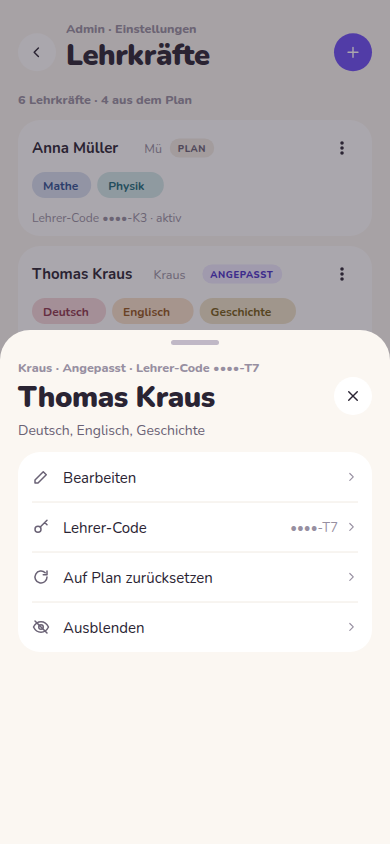 Admin · Einstellungen
Lehrkräfte
6 Lehrkräfte · 4 aus dem Plan
Anna Müller Mü PLAN
Mathe Physik
Lehrer-Code ••••-K3 · aktiv
Thomas Kraus Kraus ANGEPASST
Deutsch Englisch Geschichte
Kraus · Angepasst · Lehrer-Code ••••-T7
Thomas Kraus
Deutsch, Englisch, Geschichte
Bearbeiten
Lehrer-Code ••••-T7
Auf Plan zurücksetzen
Ausblenden